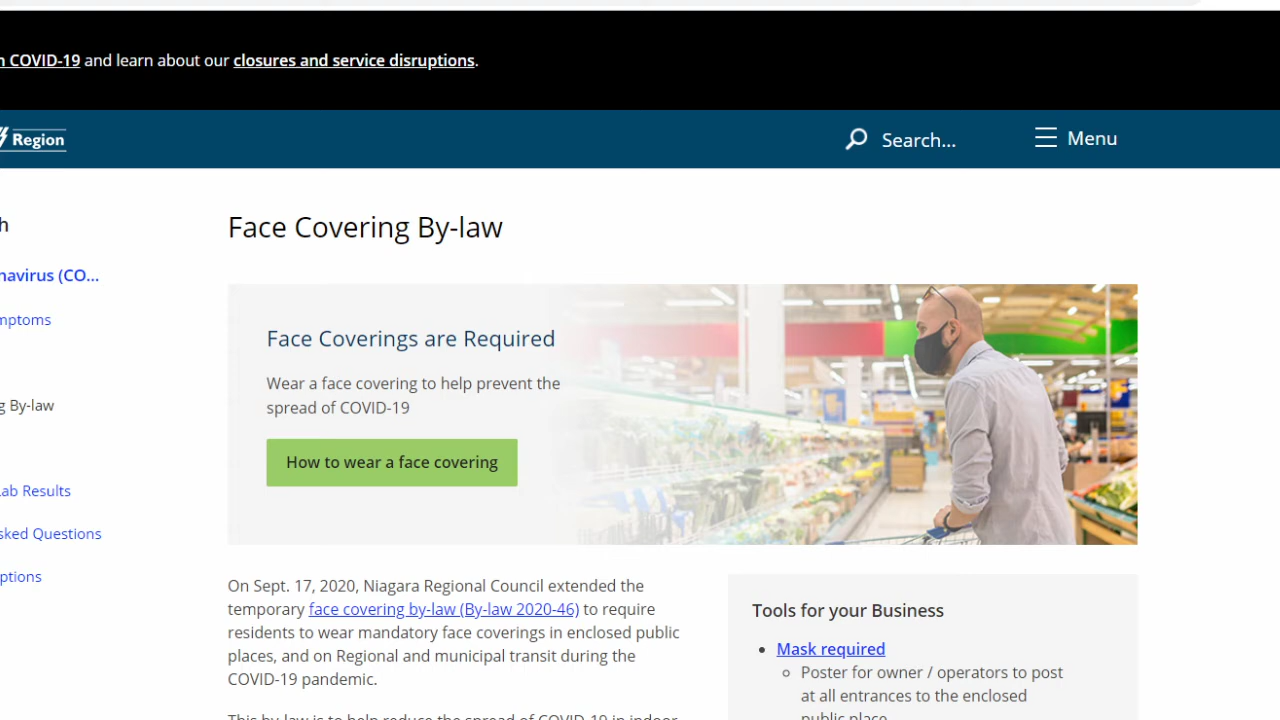 n COVID-19 and learn about our closures and service disruptions.
Region
Search...
Menu
h
navirus (CO...
mptoms
g By-law
Lab Results
sked Questions
ptions
Face Covering By-law
Face Coverings are Required
Wear a face covering to help prevent the
spread of COVID-19
How to wear a face covering
On Sept. 17, 2020, Niagara Regional Council extended the
temporary face covering by-law (By-law 2020-46) to require
residents to wear mandatory face coverings in enclosed public
places, and on Regional and municipal transit during the
COVID-19 pandemic.
This by-law is to help reduce the spread of COVID-19 in indoor
Tools for your Business
Mask required
Poster for owner / operators to post
at all entrances to the enclosed
public place